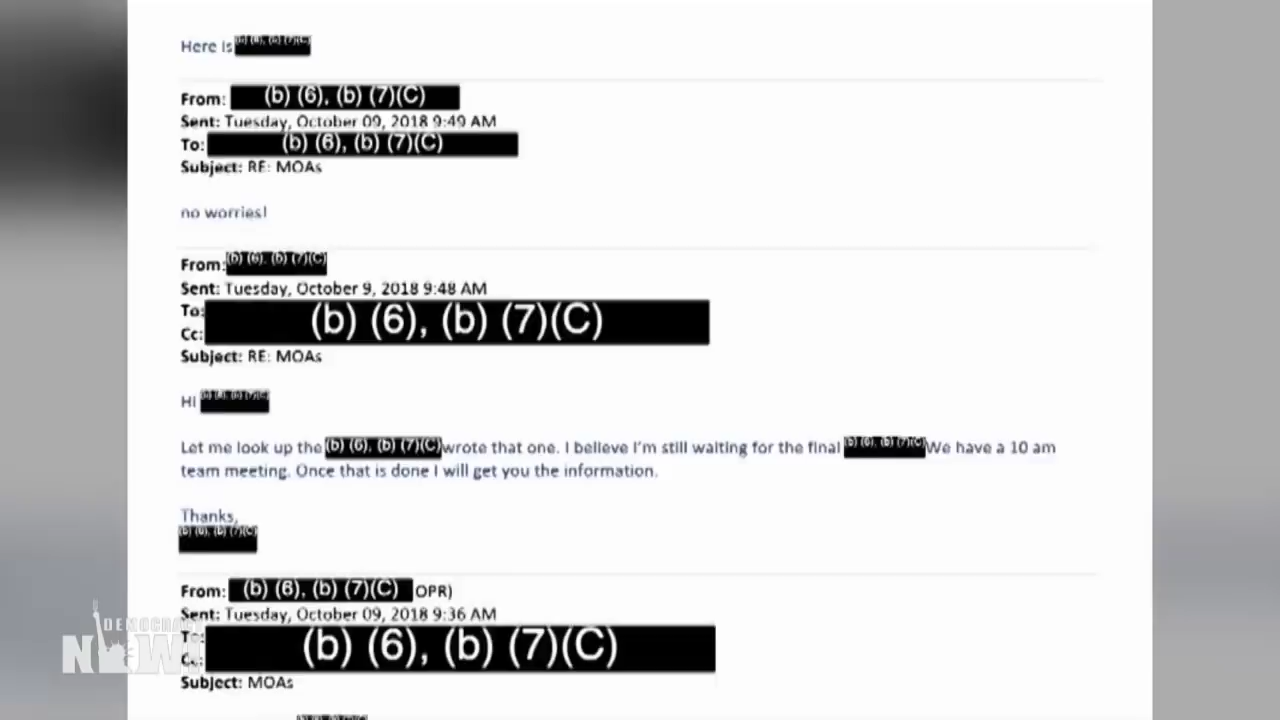 Here is (b) (6), (b) (7)(C)
From: (b) (6), (b) (7)(C)
Sent: Tuesday, October 09, 2018 9:49 AM
To: (b) (6), (b) (7)(C)
Subject: RE: MOAs
no worries!
From: (b) (6), (b) (7)(C)
Sent: Tuesday, October 9, 2018 9:48 AM
To: (b) (6), (b) (7)(C)
Cc:
Subject: RE: MOAs
Hi (b) (6), (b) (7)(C)
Let me look up the (b) (6), (b) (7)(C) wrote that one. I believe I'm still waiting for the final (b) (6), (b) (7)(C) We have a 10 am
team meeting. Once that is done I will get you the information.
Thanks,
(b) (6), (b) (7)(C)
From: (b) (6), (b) (7)(C) OPR)
Sent: Tuesday, October 09, 2018 9:36 AM
To: (b) (6), (b) (7)(C)
Cc:
Subject: MOAs
DEMOCRACY
NOW!